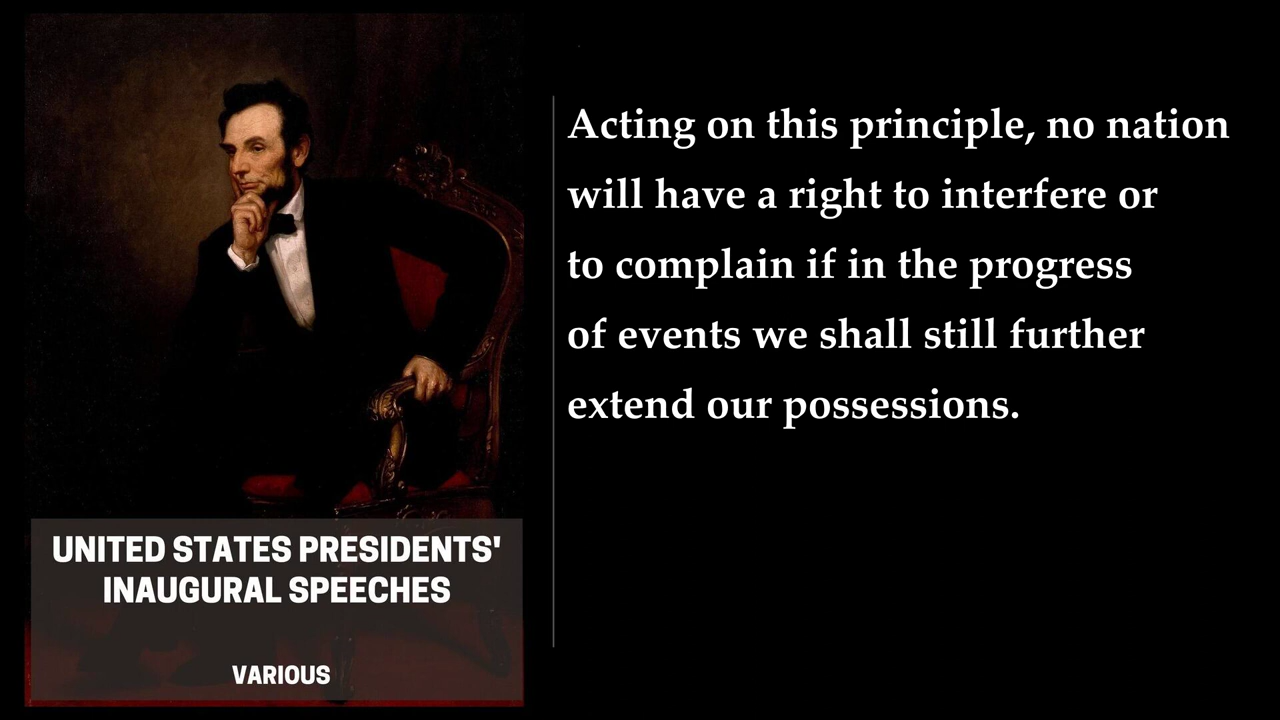 Acting on this principle, no nation
will have a right to interfere or
to complain if in the progress
of events we shall still further
extend our possessions.
UNITED STATES PRESIDENTS'
INAUGURAL SPEECHES
VARIOUS